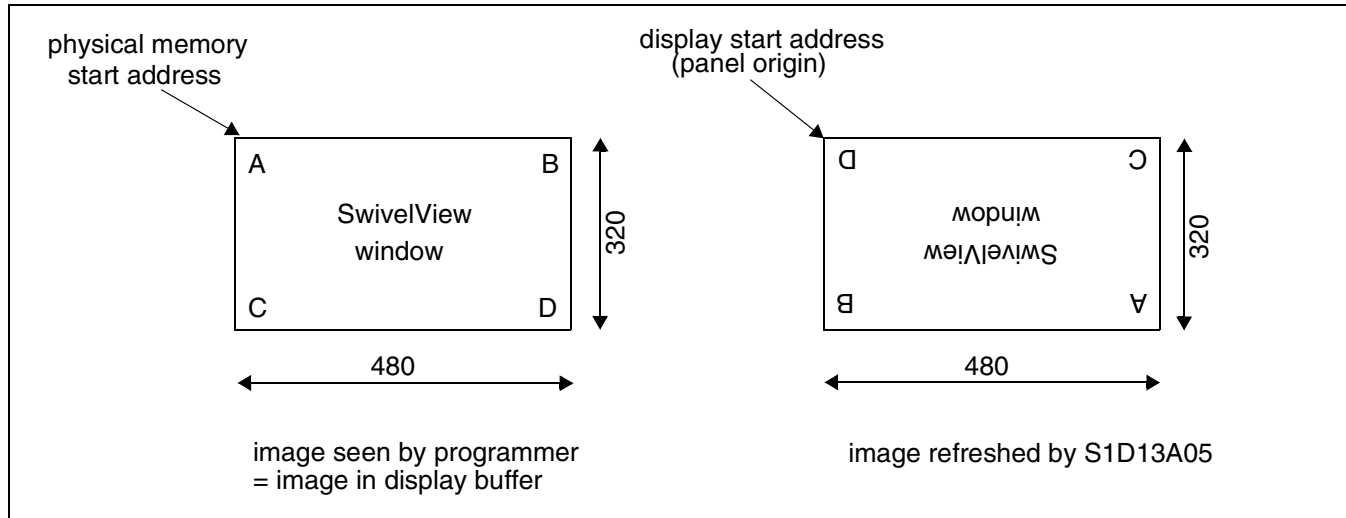 physical memory
start address
A
B
SwivelView
window
C
D
320
480
image seen by programmer
= image in display buffer
display start address
(panel origin)
D
C
window
SwivelView
B
A
320
480
image refreshed by S1D13A05